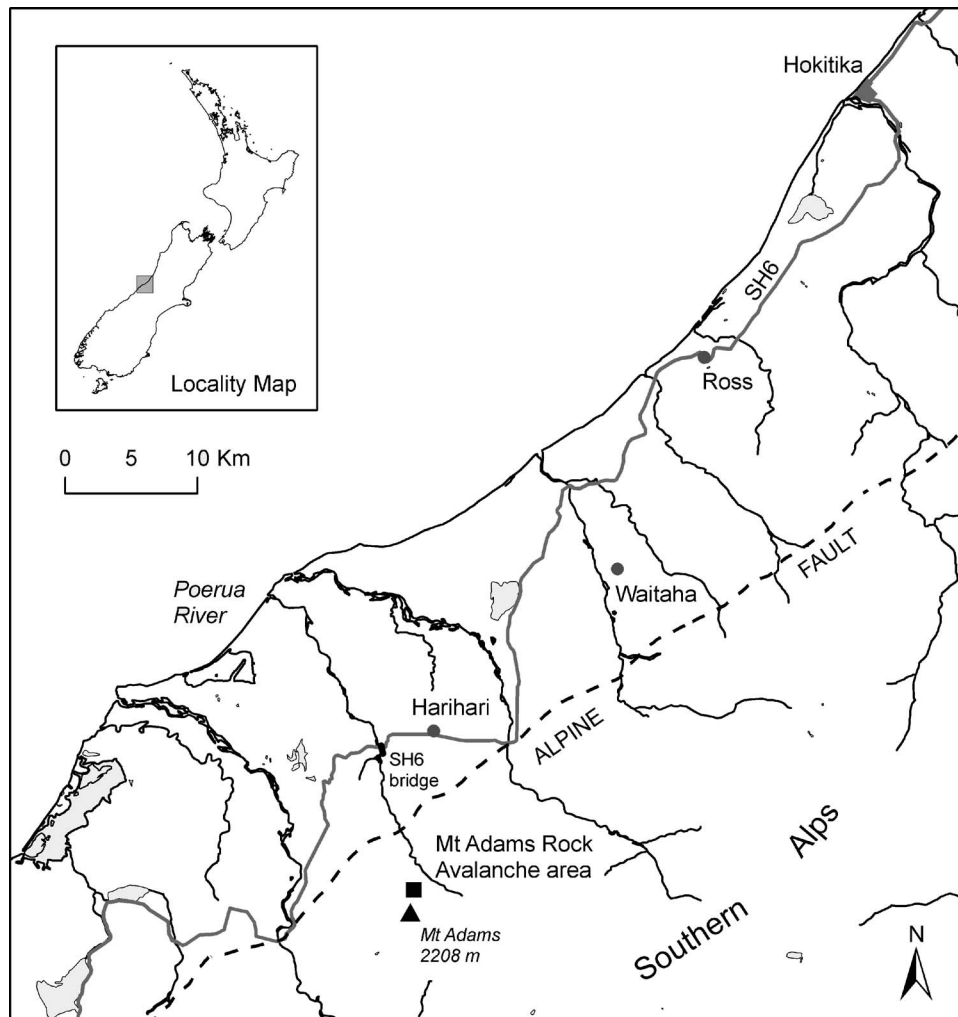 Hokitika
Locality Map
SH6
Ross
0 5 10 Km
FAULT
Waitaha
Poerua
River
Harihari
ALPINE
SH6
bridge
Mt Adams Rock
Avalanche area
Alps
Southern
Mt Adams
2208 m
N